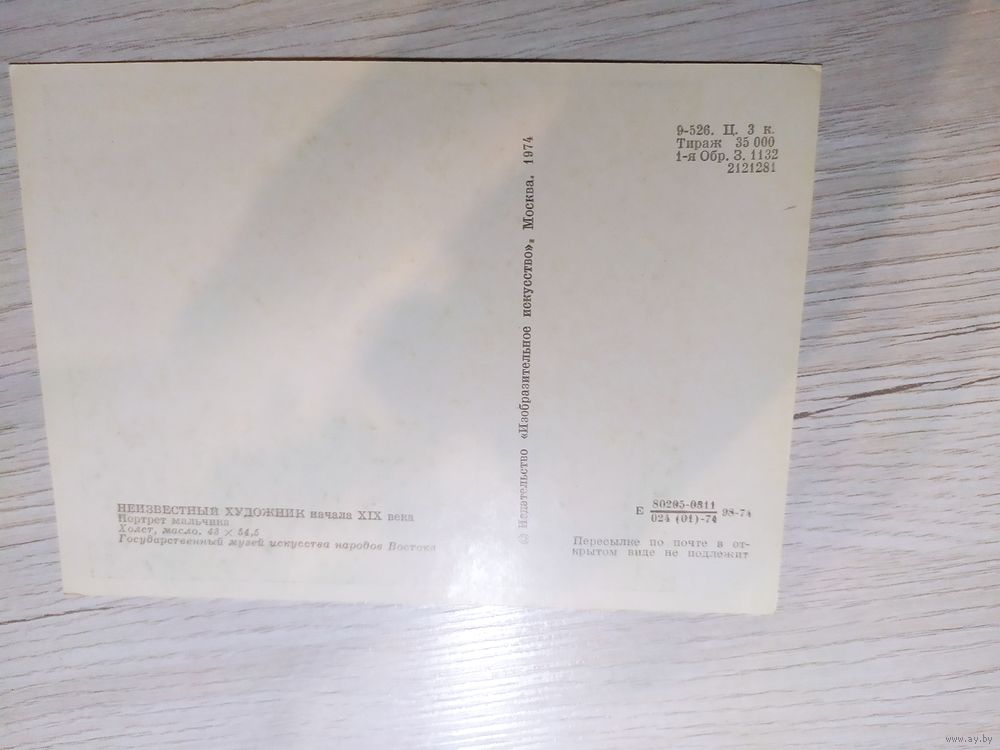 9-526. Ц. 3 к.
Тираж 35 000
1-я Обр. З. 1132
2121281
© Издательство «Изобразительное искусство». Москва. 1974
НЕИЗВЕСТНЫЙ ХУДОЖНИК начала XIX века
Портрет мальчика
Холст, масло. 43 × 54,5
Государственный музей искусства народов Востока
Е 80205-0311
024 (01)-74 98-74
Пересылке по почте в от-
крытом виде не подлежит
www.ay.by